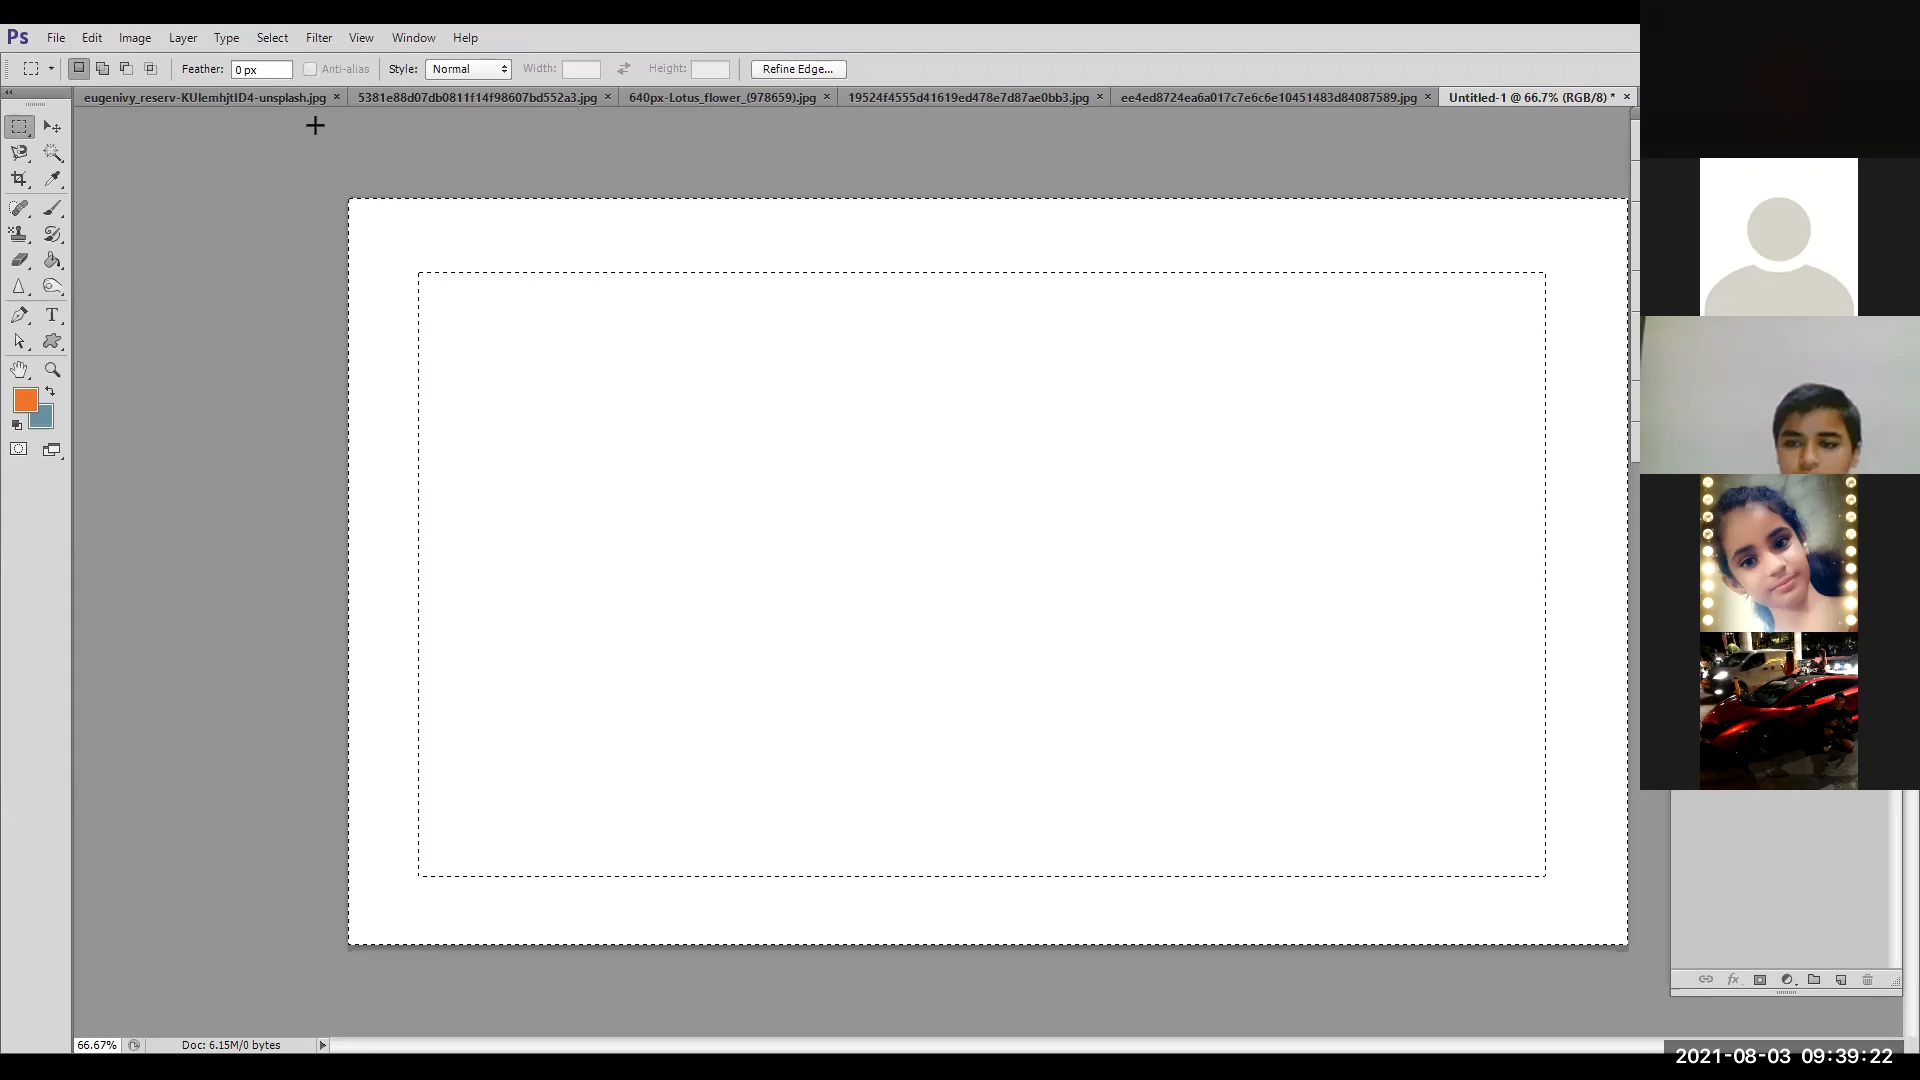 Ps File Edit Image Layer Type Select Filter View Window Help
Feather: 0 px Anti-alias Style: Normal Width: Height: Refine Edge...
eugenivy_reserv-KUIemhjtID4-unsplash.jpg × 5381e88d07db0811f14f98607bd552a3.jpg × 640px-Lotus_flower_(978659).jpg × 19524f4555d41619ed478e7d87ae0bb3.jpg × ee4ed8724ea6a017c7e6c6e10451483d84087589.jpg × Untitled-1 @ 66.7% (RGB/8) * ×
T
fx
66.67% Doc: 6.15M/0 bytes
2021-08-03 09:39:22